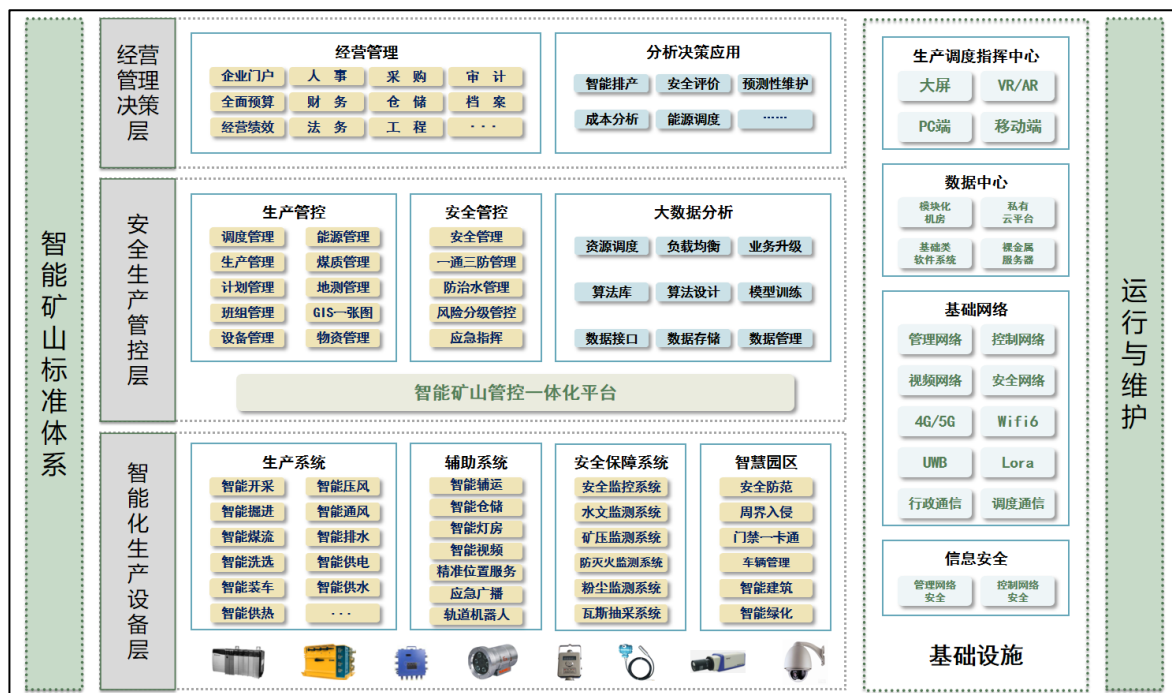 智能矿山标准体系
经营管理决策层
经营管理
企业门户 人 事 采 购 审 计
全面预算 财 务 仓 储 档 案
经营绩效 法 务 工 程 ···
分析决策应用
智能排产 安全评价 预测性维护
成本分析 能源调度 ……
安全生产管控层
生产管控
调度管理 能源管理
生产管理 煤质管理
计划管理 地测管理
班组管理 GIS一张图
设备管理 物资管理
安全管控
安全管理
一通三防管理
防治水管理
风险分级管控
应急指挥
大数据分析
资源调度 负载均衡 业务升级
算法库 算法设计 模型训练
数据接口 数据存储 数据管理
智能矿山管控一体化平台
智能化生产设备层
生产系统
智能开采 智能压风
智能掘进 智能通风
智能煤流 智能排水
智能洗选 智能供电
智能装车 智能供水
智能供热 ···
辅助系统
智能辅运
智能仓储
智能灯房
智能视频
精准位置服务
应急广播
轨道机器人
安全保障系统
安全监控系统
水文监测系统
矿压监测系统
防灭火监测系统
粉尘监测系统
瓦斯抽采系统
智慧园区
安全防范
周界入侵
门禁一卡通
车辆管理
智能建筑
智能绿化
生产调度指挥中心
大屏 VR/AR
PC端 移动端
数据中心
模块化机房 私有云平台
基础类软件系统 裸金属服务器
基础网络
管理网络 控制网络
视频网络 安全网络
4G/5G Wifi6
UWB Lora
行政通信 调度通信
信息安全
管理网络安全 控制网络安全
基础设施
运行与维护